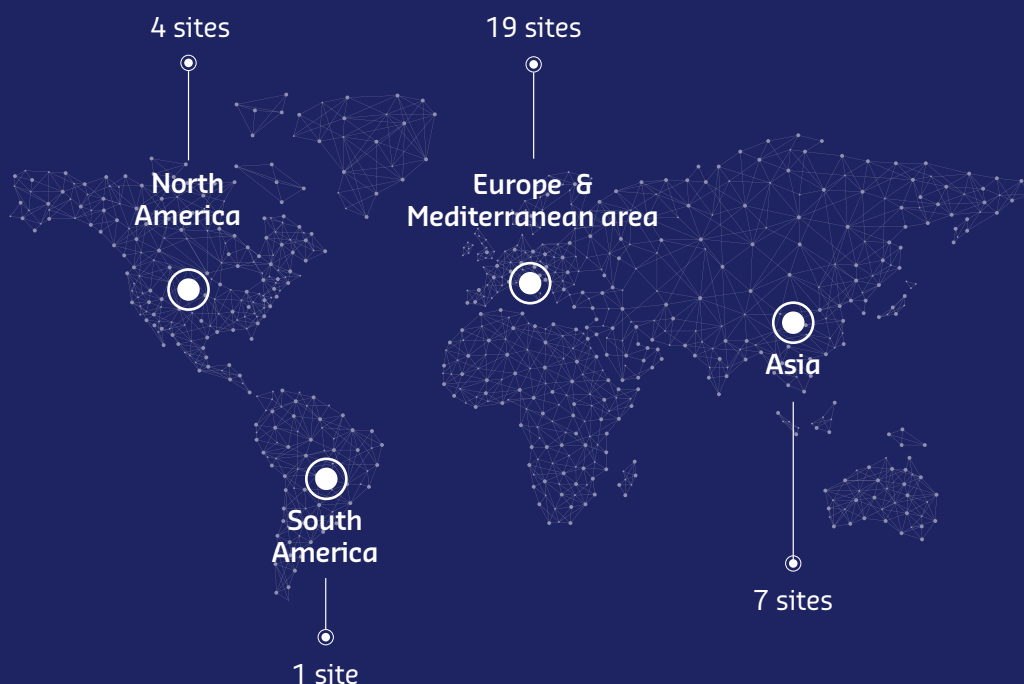 4 sites
19 sites
North
America
Europe & 
Mediterranean area
Asia
South
America
7 sites
1 site